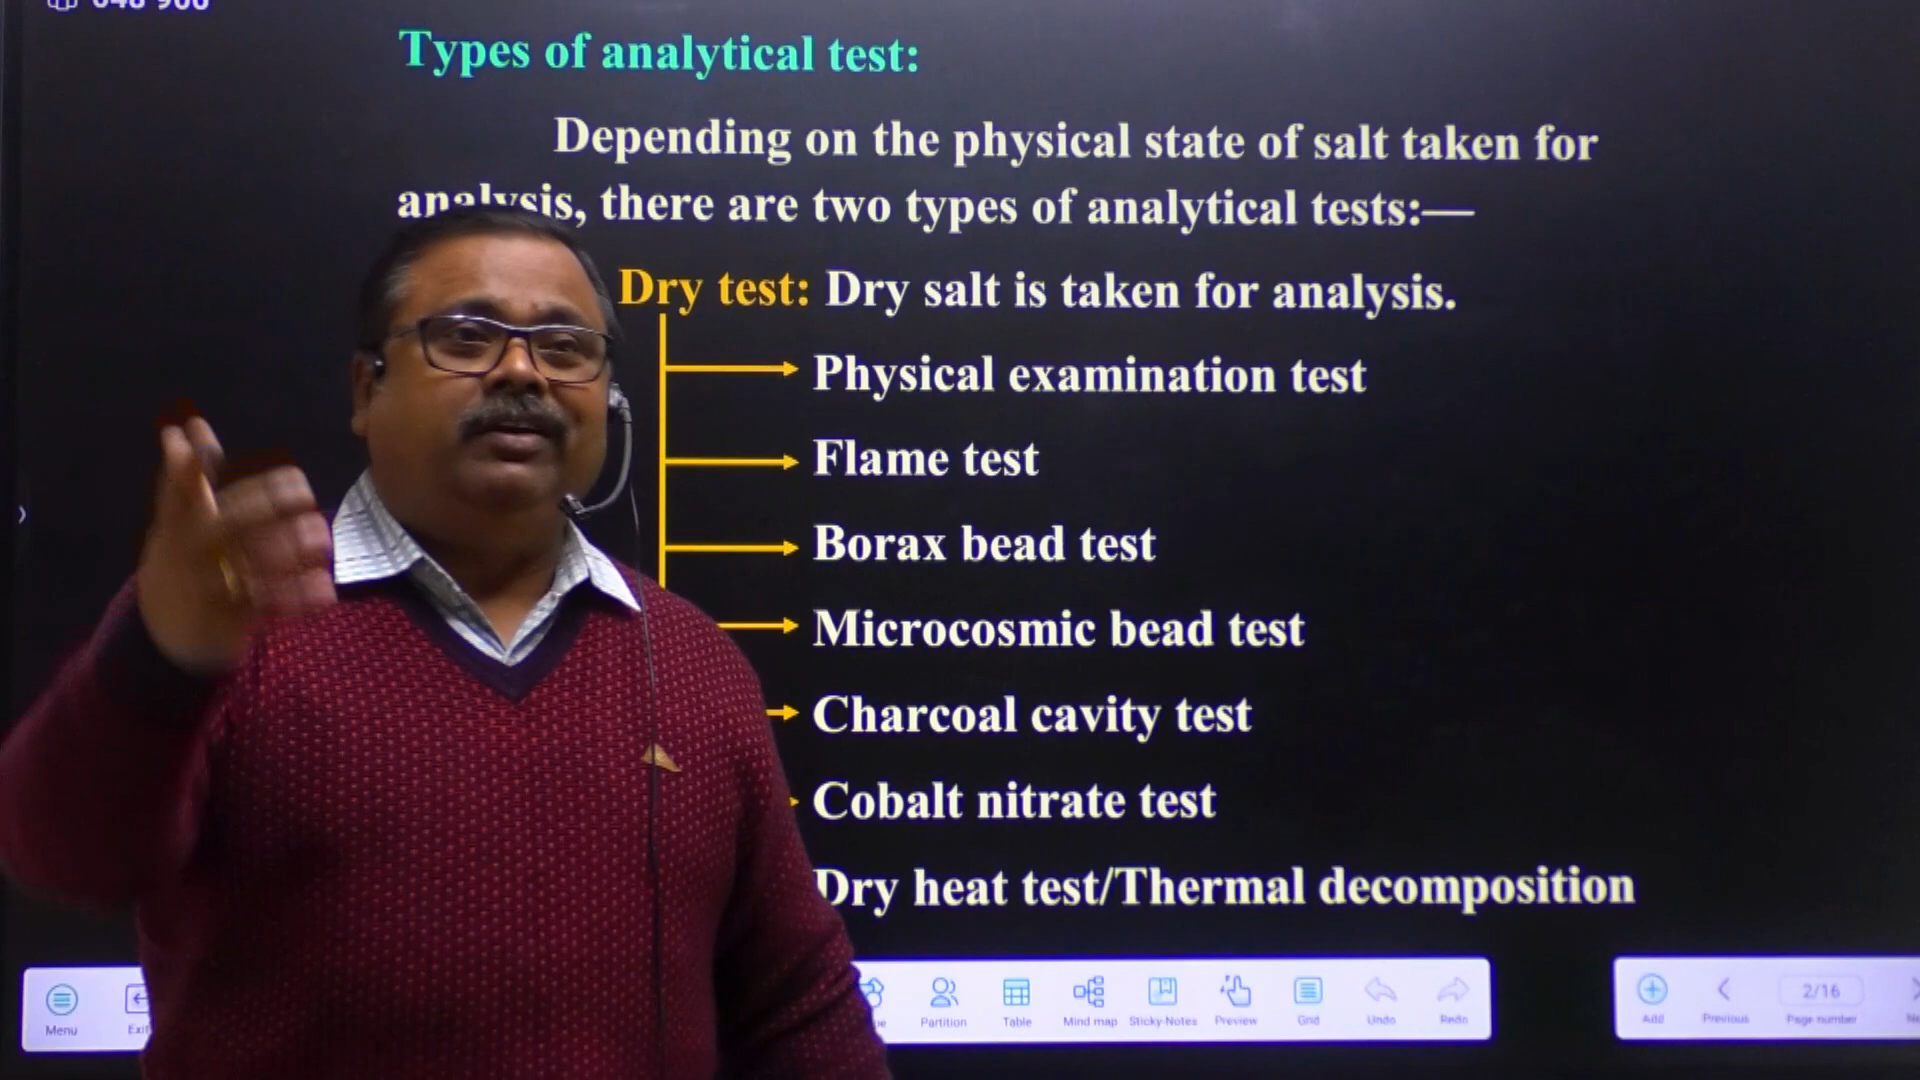 Types of analytical test:
Depending on the physical state of salt taken for
analysis, there are two types of analytical tests:—
Dry test: Dry salt is taken for analysis.
Physical examination test
Flame test
Borax bead test
Microcosmic bead test
Charcoal cavity test
Cobalt nitrate test
Dry heat test/Thermal decomposition
Menu
Exit
Partition
Table
Mind map
Sticky-Notes
Preview
Grid
Undo
Redo
Add
Previous
2/16
Page number